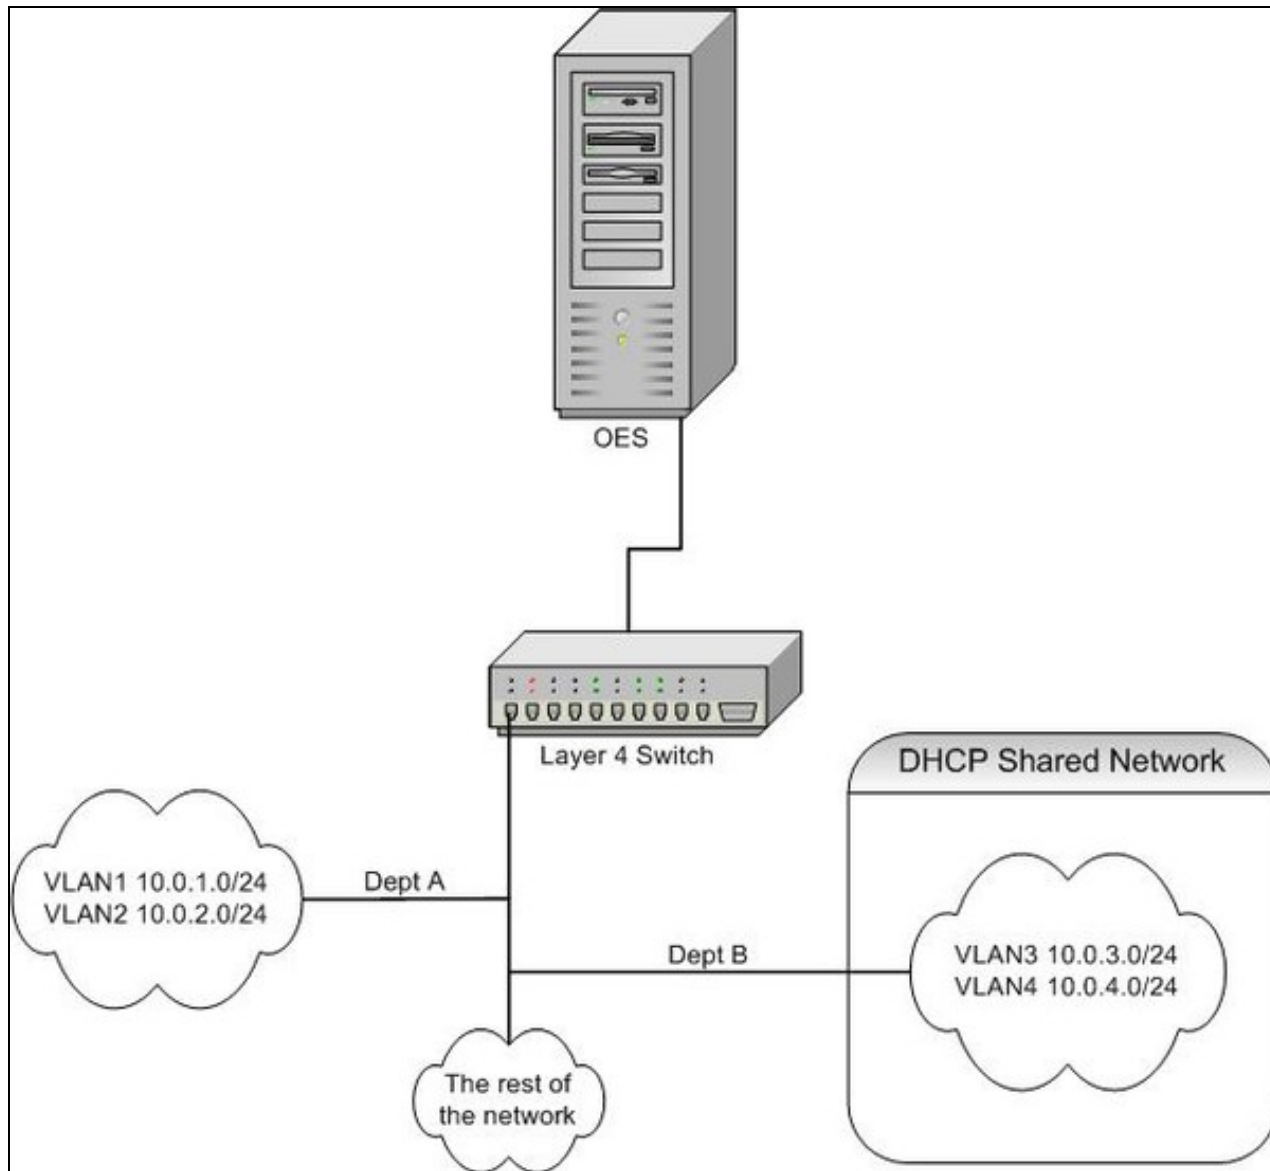 OES
Layer 4 Switch
DHCP Shared Network
VLAN1 10.0.1.0/24
VLAN2 10.0.2.0/24
Dept A
Dept B
VLAN3 10.0.3.0/24
VLAN4 10.0.4.0/24
The rest of
the network